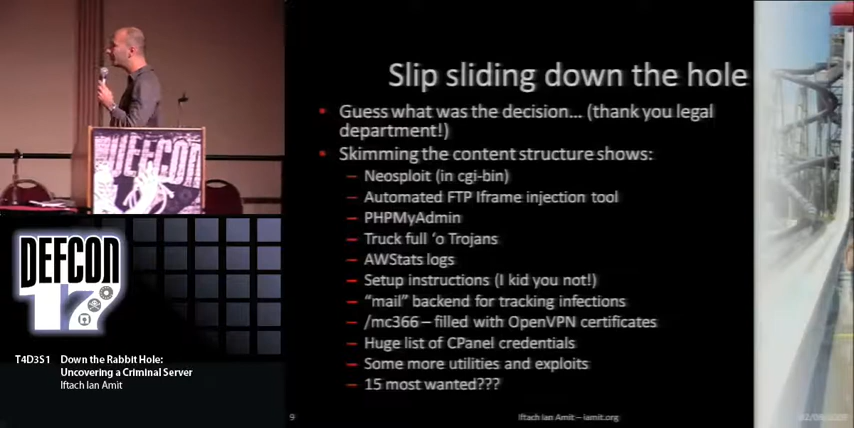 Slip sliding down the hole
Guess what was the decision... (thank you legal
department!)
Skimming the content structure shows:
Neosploit (in cgi-bin)
Automated FTP Iframe injection tool
PHPMyAdmin
Truck full 'o Trojans
AWStats logs
Setup instructions (I kid you not!)
"mail" backend for tracking infections
/mc366 – filled with OpenVPN certificates
Huge list of CPanel credentials
Some more utilities and exploits
15 most wanted???
9
Iftach Ian Amit – iamit.org
DEFCON
DEFCON
17
T4D3S1 Down the Rabbit Hole:
Uncovering a Criminal Server
Iftach Ian Amit